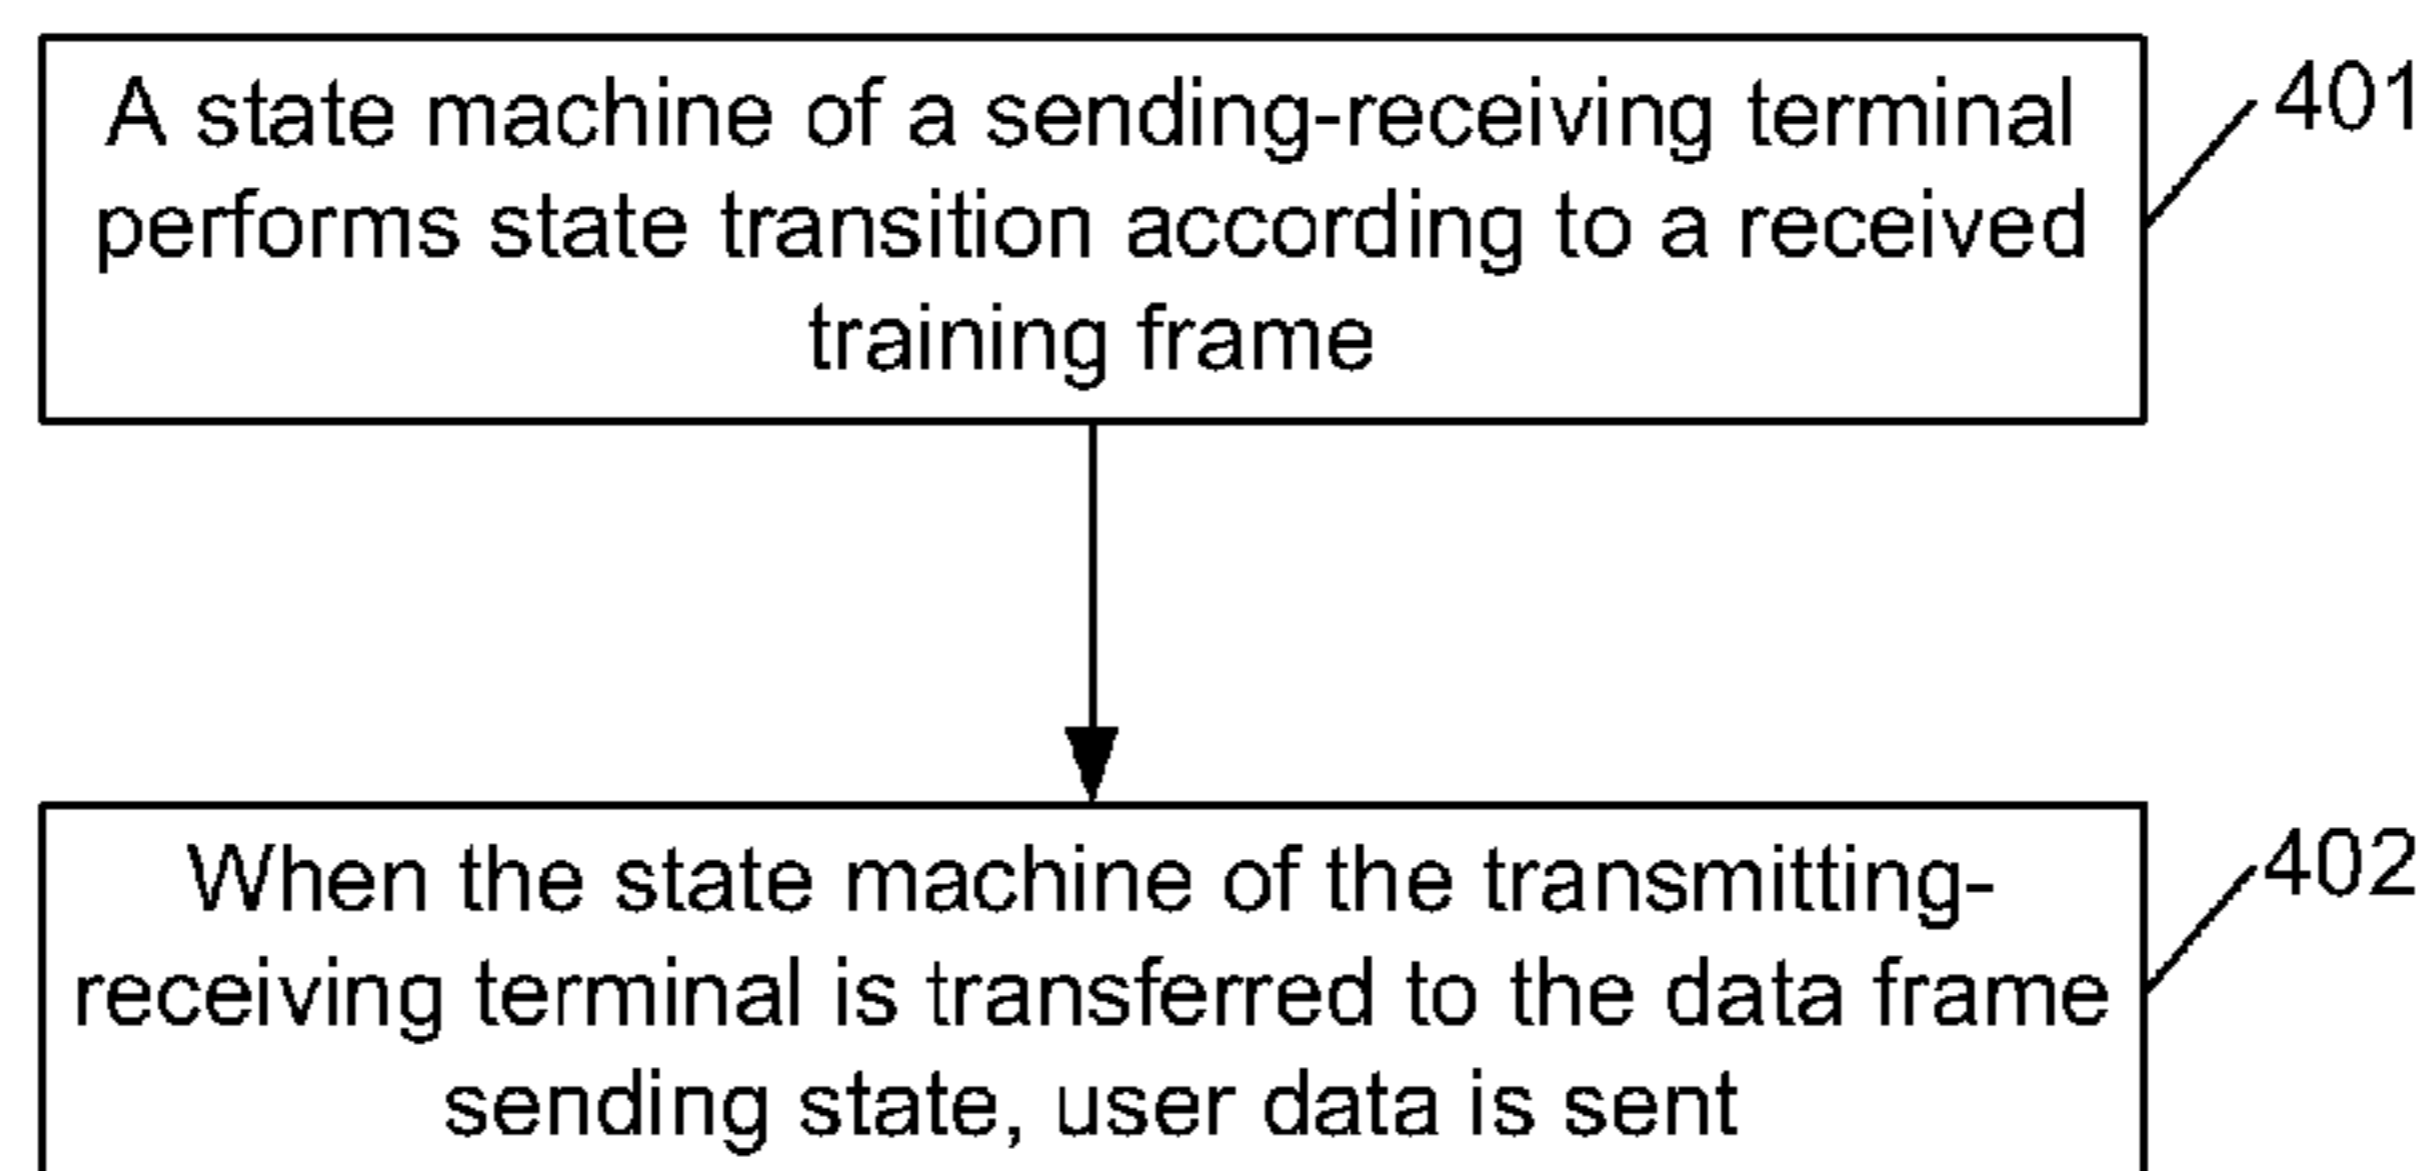 A state machine of a sending-receiving terminal
performs state transition according to a received
training frame
401
When the state machine of the transmitting-
receiving terminal is transferred to the data frame
sending state, user data is sent
402